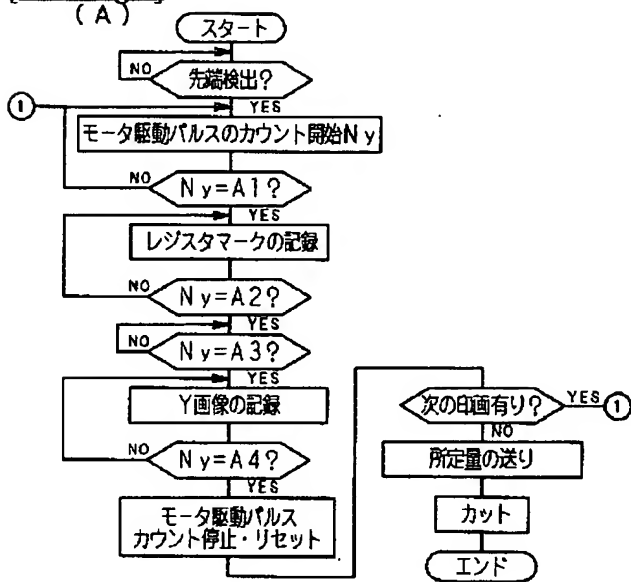 (A)
スタート
NO
先端検出?
YES
①
モータ駆動パルスのカウント開始Ny
NO
Ny=A1?
YES
レジスタマークの記録
NO
Ny=A2?
YES
NO
Ny=A3?
YES
Y画像の記録
NO
Ny=A4?
YES
モータ駆動パルス
カウント停止・リセット
次の印画有り?
YES
①
NO
所定量の送り
カット
エンド